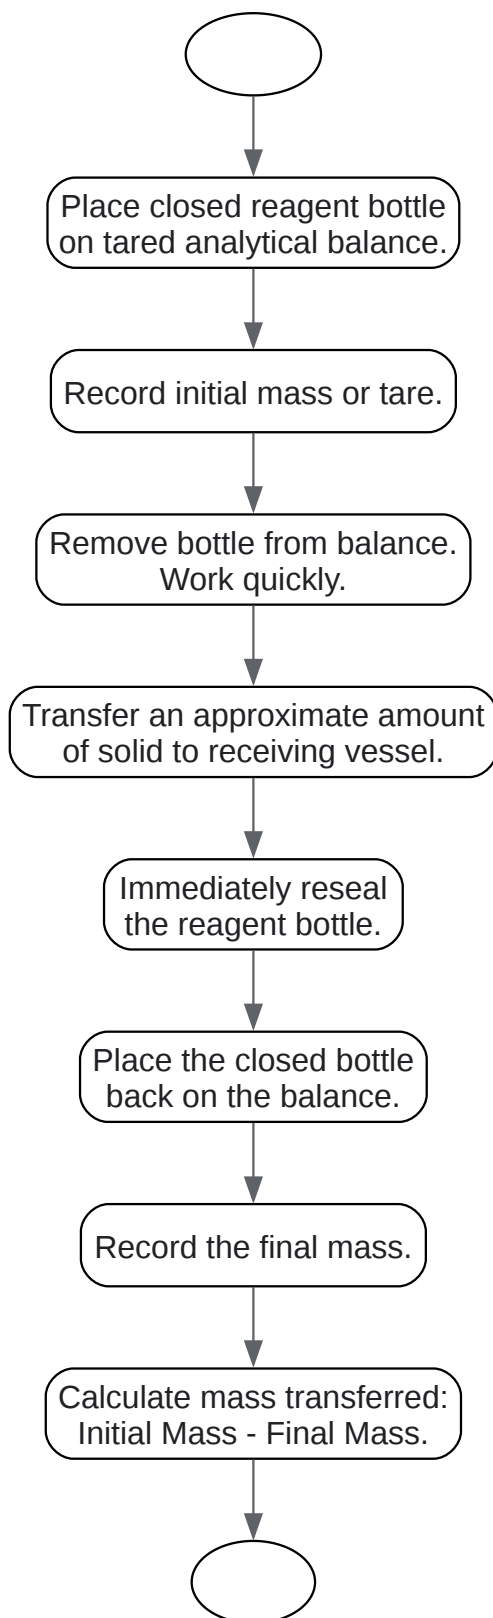 Place closed reagent bottle
on tared analytical balance.
Record initial mass or tare.
Remove bottle from balance.
Work quickly.
Transfer an approximate amount
of solid to receiving vessel.
Immediately reseal
the reagent bottle.
Place the closed bottle
back on the balance.
Record the final mass.
Calculate mass transferred:
Initial Mass - Final Mass.